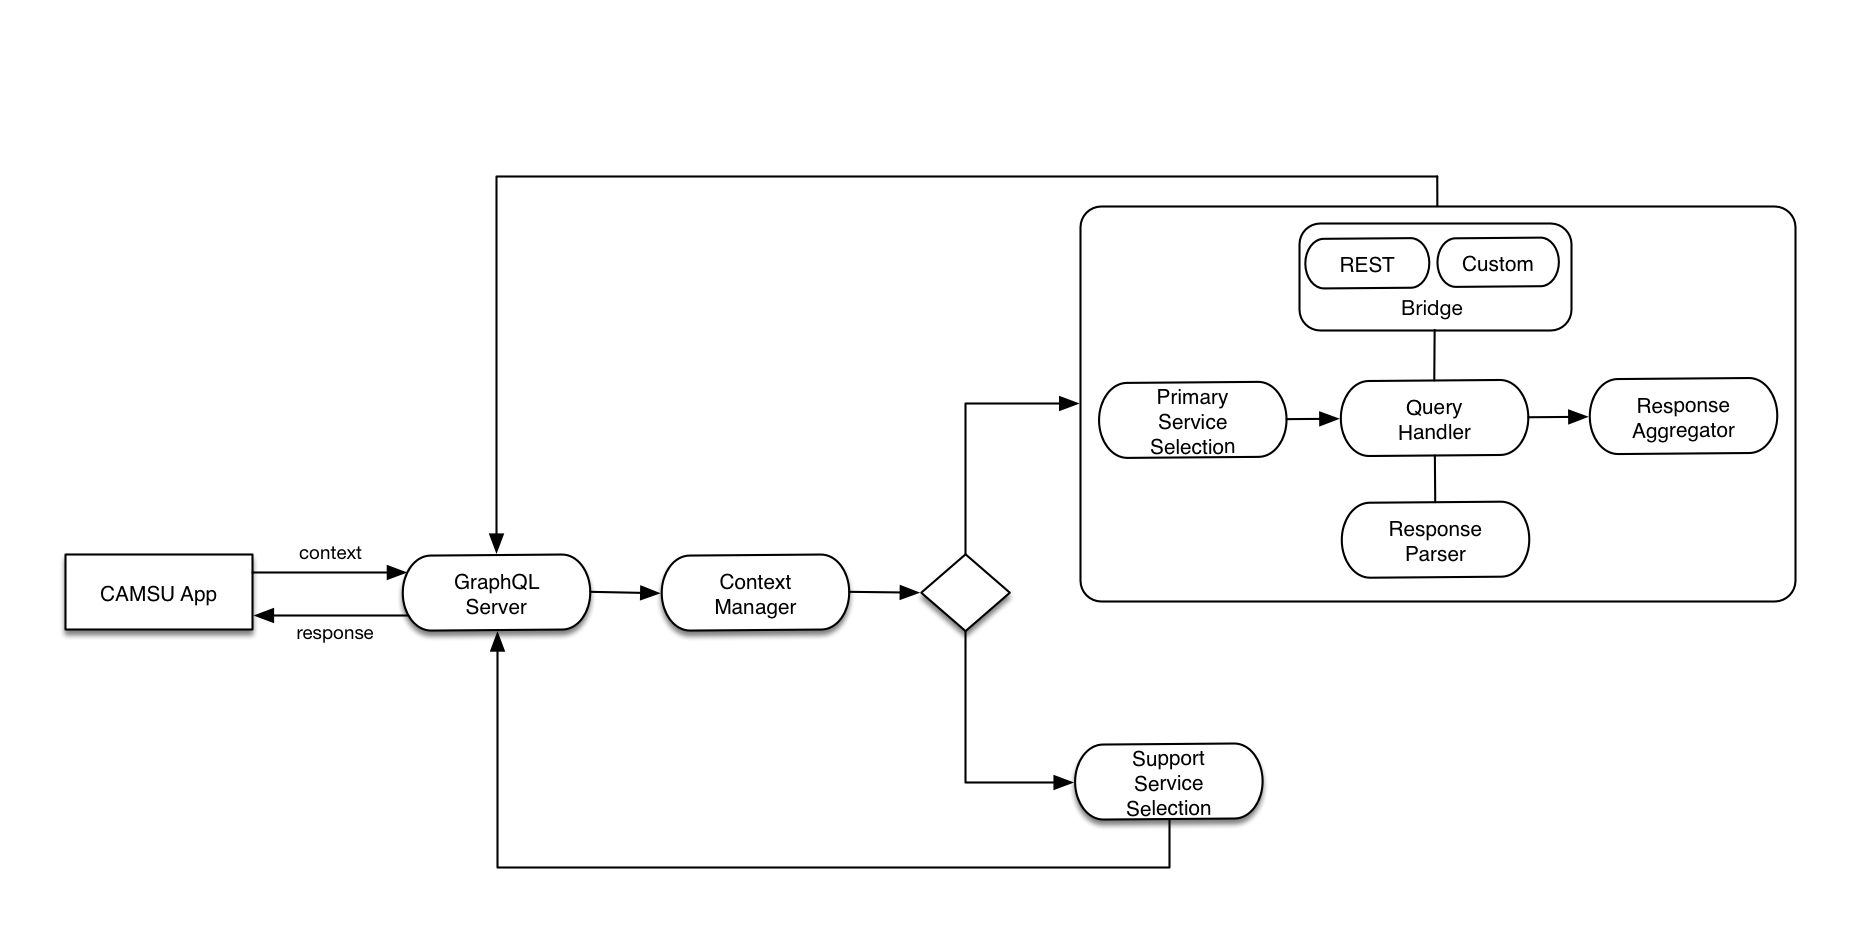 REST
Custom
Bridge
Primary
Service
Selection
Query
Handler
Response
Aggregator
Response
Parser
context
CAMSU App
response
GraphQL
Server
Context
Manager
Support
Service
Selection